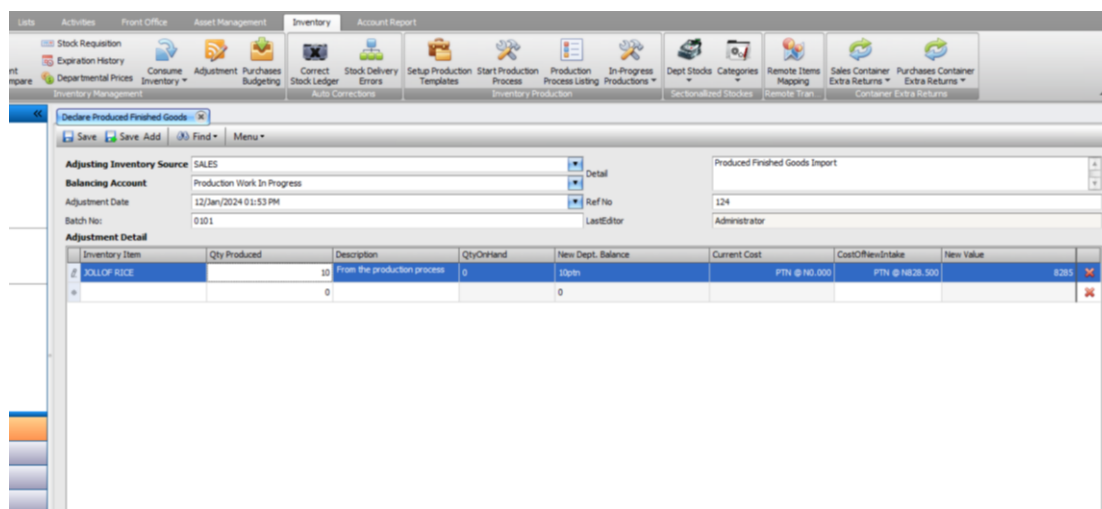 Lists Activities Front Office Asset Management Inventory Account Report
Stock Requisition
Expiration History
Departmental Prices
Consume Inventory
Adjustment
Purchases Budgeting
Inventory Management
Correct Stock Ledger
Stock Delivery Errors
Auto Corrections
Setup Production Templates
Start Production Process
Production Process Listing
In-Progress Productions
Inventory Production
Dept Stocks
Categories
Sectionalized Stockes
Remote Items Mapping
Remote Tran...
Sales Container Extra Returns
Purchases Container Extra Returns
Container Extra Returns
Declare Produced Finished Goods
Save Save Add Find Menu
Adjusting Inventory Source SALES Detail Produced Finished Goods Import
Balancing Account Production Work In Progress
Adjustment Date 12/Jan/2024 01:53 PM Ref No 124
Batch No: 0101 LastEditor Administrator
Adjustment Detail
Inventory Item Qty Produced Description QtyOnHand New Dept. Balance Current Cost CostOfNewIntake New Value
JOLLOF RICE 10 From the production process 0 10ptn PTN @ N0.000 PTN @ N828.500 8285
0 0